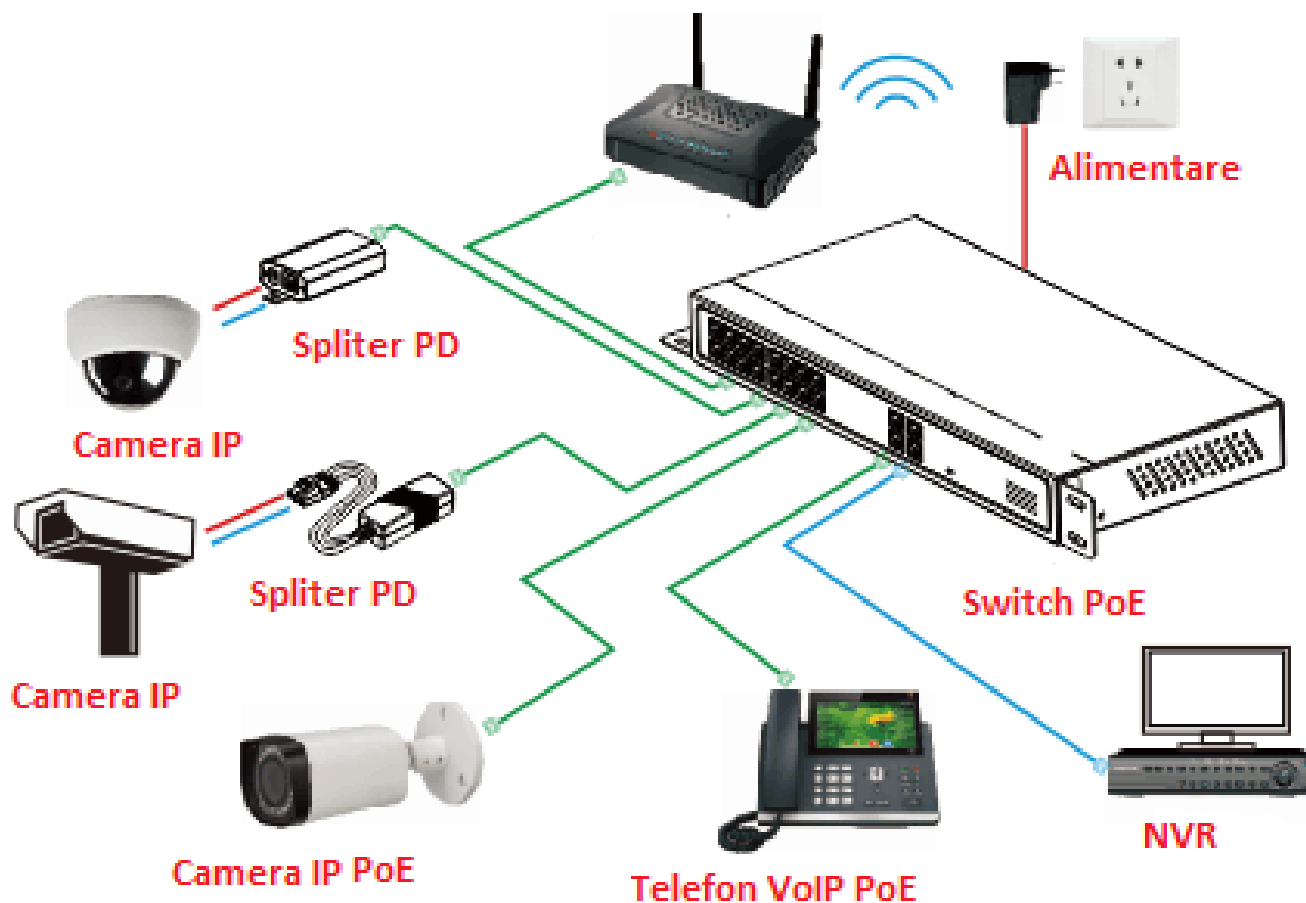 Alimentare
Spliter PD
Camera IP
Spliter PD
Switch PoE
Camera IP
Camera IP PoE
Telefon VoIP PoE
NVR